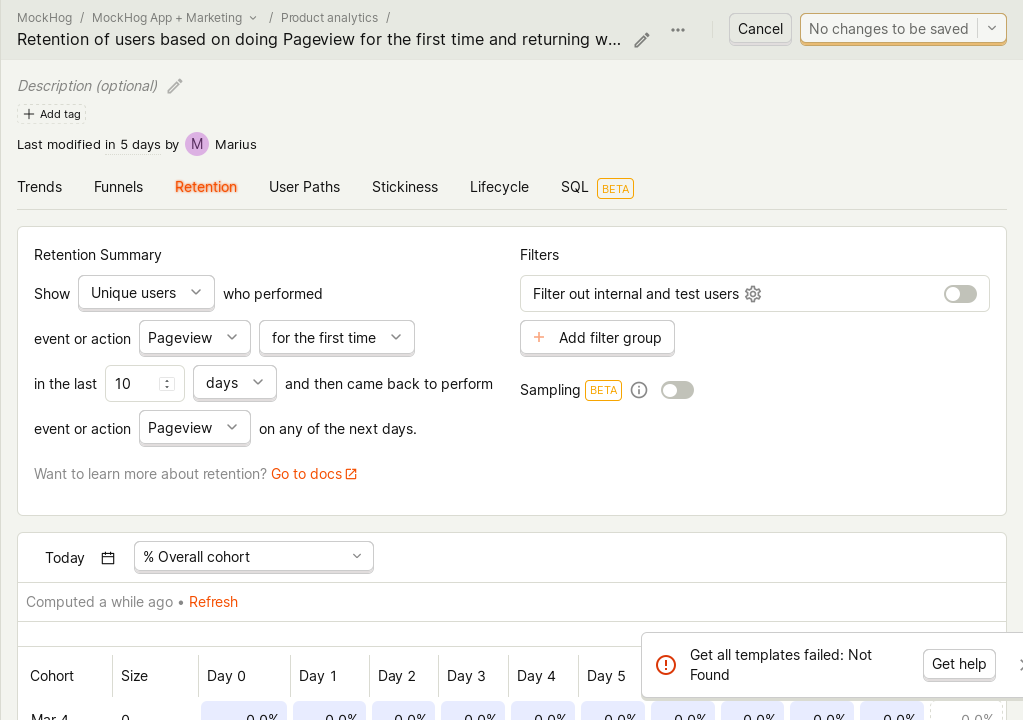 MockHog / MockHog App + Marketing / Product analytics /
Retention of users based on doing Pageview for the first time and returning w...
Cancel
No changes to be saved
Description (optional)
Add tag
Last modified in 5 days by M Marius
Trends Funnels Retention User Paths Stickiness Lifecycle SQL BETA
Retention Summary
Show Unique users who performed
event or action Pageview for the first time
in the last 10 days and then came back to perform
event or action Pageview on any of the next days.
Want to learn more about retention? Go to docs
Filters
Filter out internal and test users
Add filter group
Sampling BETA
Today % Overall cohort
Computed a while ago • Refresh
Cohort Size Day 0 Day 1 Day 2 Day 3 Day 4 Day 5
Mar 4 0 0.0% 0.0% 0.0% 0.0% 0.0% 0.0% 0.0% 0.0% 0.0% 0.0% 0.0%
Get all templates failed: Not
Found
Get help